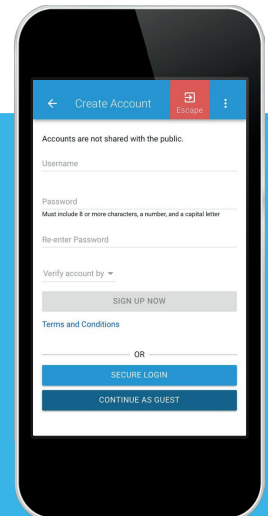 Create Account
Escape
Accounts are not shared with the public.
Username
Password
Must include 8 or more characters, a number, and a capital letter
Re-enter Password
Verify account by
SIGN UP NOW
Terms and Conditions
OR
SECURE LOGIN
CONTINUE AS GUEST